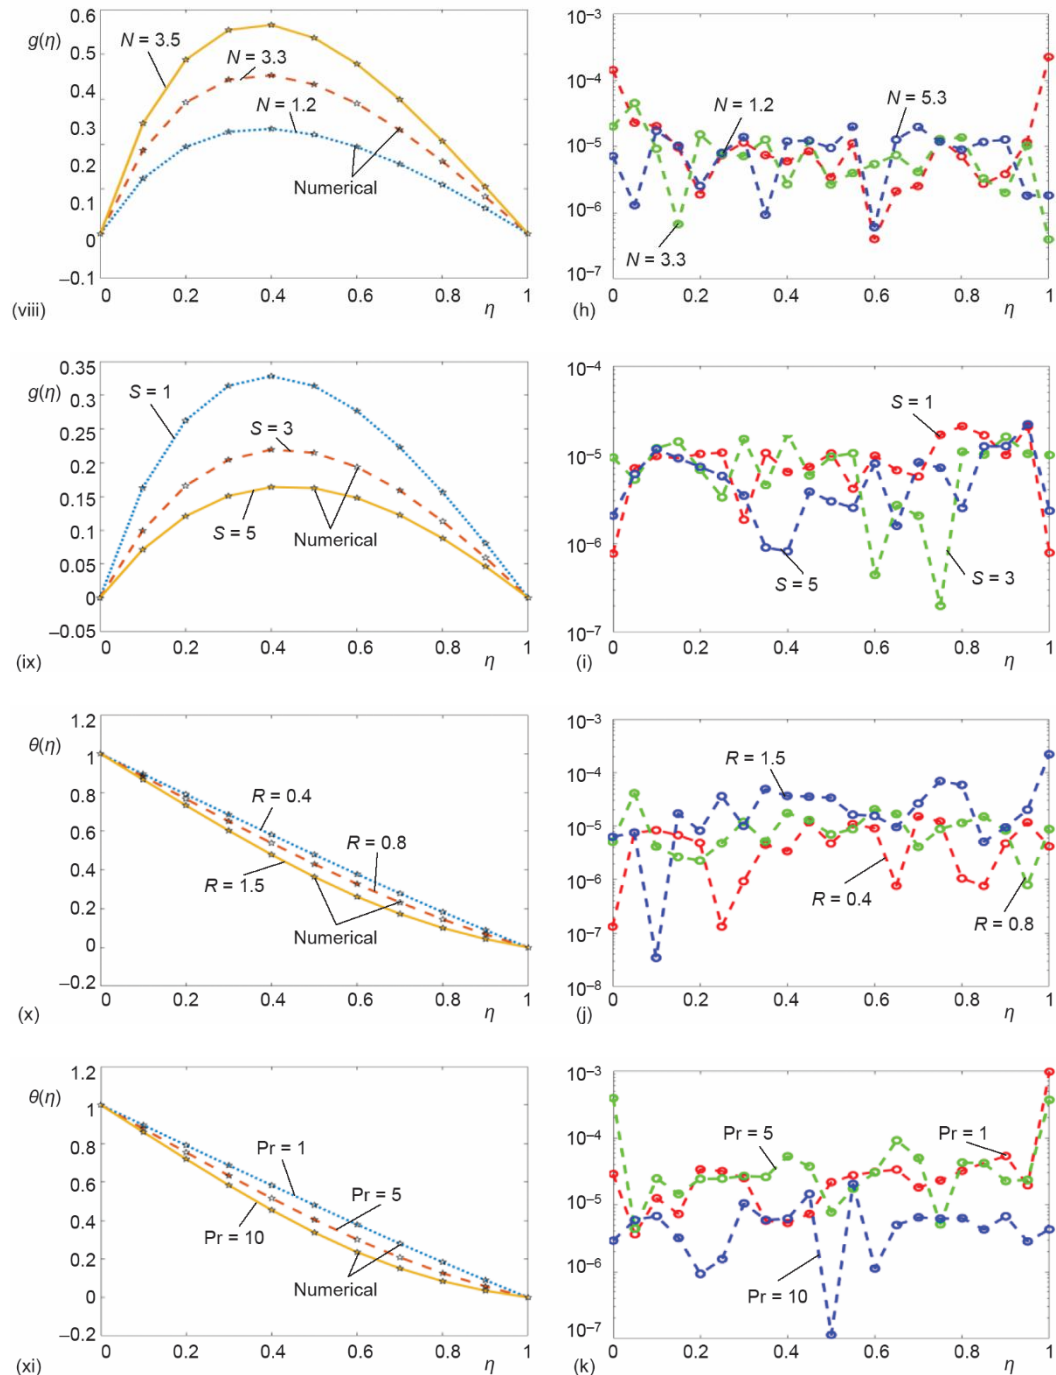 0.6
g(η)
0.5
0.4
0.3
0.2
0.1
0
–0.1
N = 3.5
N = 3.3
N = 1.2
Numerical
0 0.2 0.4 0.6 0.8 1
η
(viii)
10⁻³
10⁻⁴
10⁻⁵
10⁻⁶
10⁻⁷
N = 1.2
N = 5.3
N = 3.3
0 0.2 0.4 0.6 0.8 1
η
(h)
0.35
g(η)
0.30
0.25
0.20
0.15
0.10
0.05
0
–0.05
S = 1
S = 3
S = 5
Numerical
0 0.2 0.4 0.6 0.8 1
η
(ix)
10⁻⁴
10⁻⁵
10⁻⁶
10⁻⁷
S = 1
S = 5
S = 3
0 0.2 0.4 0.6 0.8 1
η
(i)
1.2
θ(η)
1
0.8
0.6
0.4
0.2
0
–0.2
R = 0.4
R = 0.8
R = 1.5
Numerical
0 0.2 0.4 0.6 0.8 1
η
(x)
10⁻³
10⁻⁴
10⁻⁵
10⁻⁶
10⁻⁷
10⁻⁸
R = 1.5
R = 0.4
R = 0.8
0 0.2 0.4 0.6 0.8 1
η
(j)
1.2
θ(η)
1
0.8
0.6
0.4
0.2
0
–0.2
Pr = 1
Pr = 5
Pr = 10
Numerical
0 0.2 0.4 0.6 0.8 1
η
(xi)
10⁻³
10⁻⁴
10⁻⁵
10⁻⁶
10⁻⁷
Pr = 5
Pr = 1
Pr = 10
0 0.2 0.4 0.6 0.8 1
η
(k)